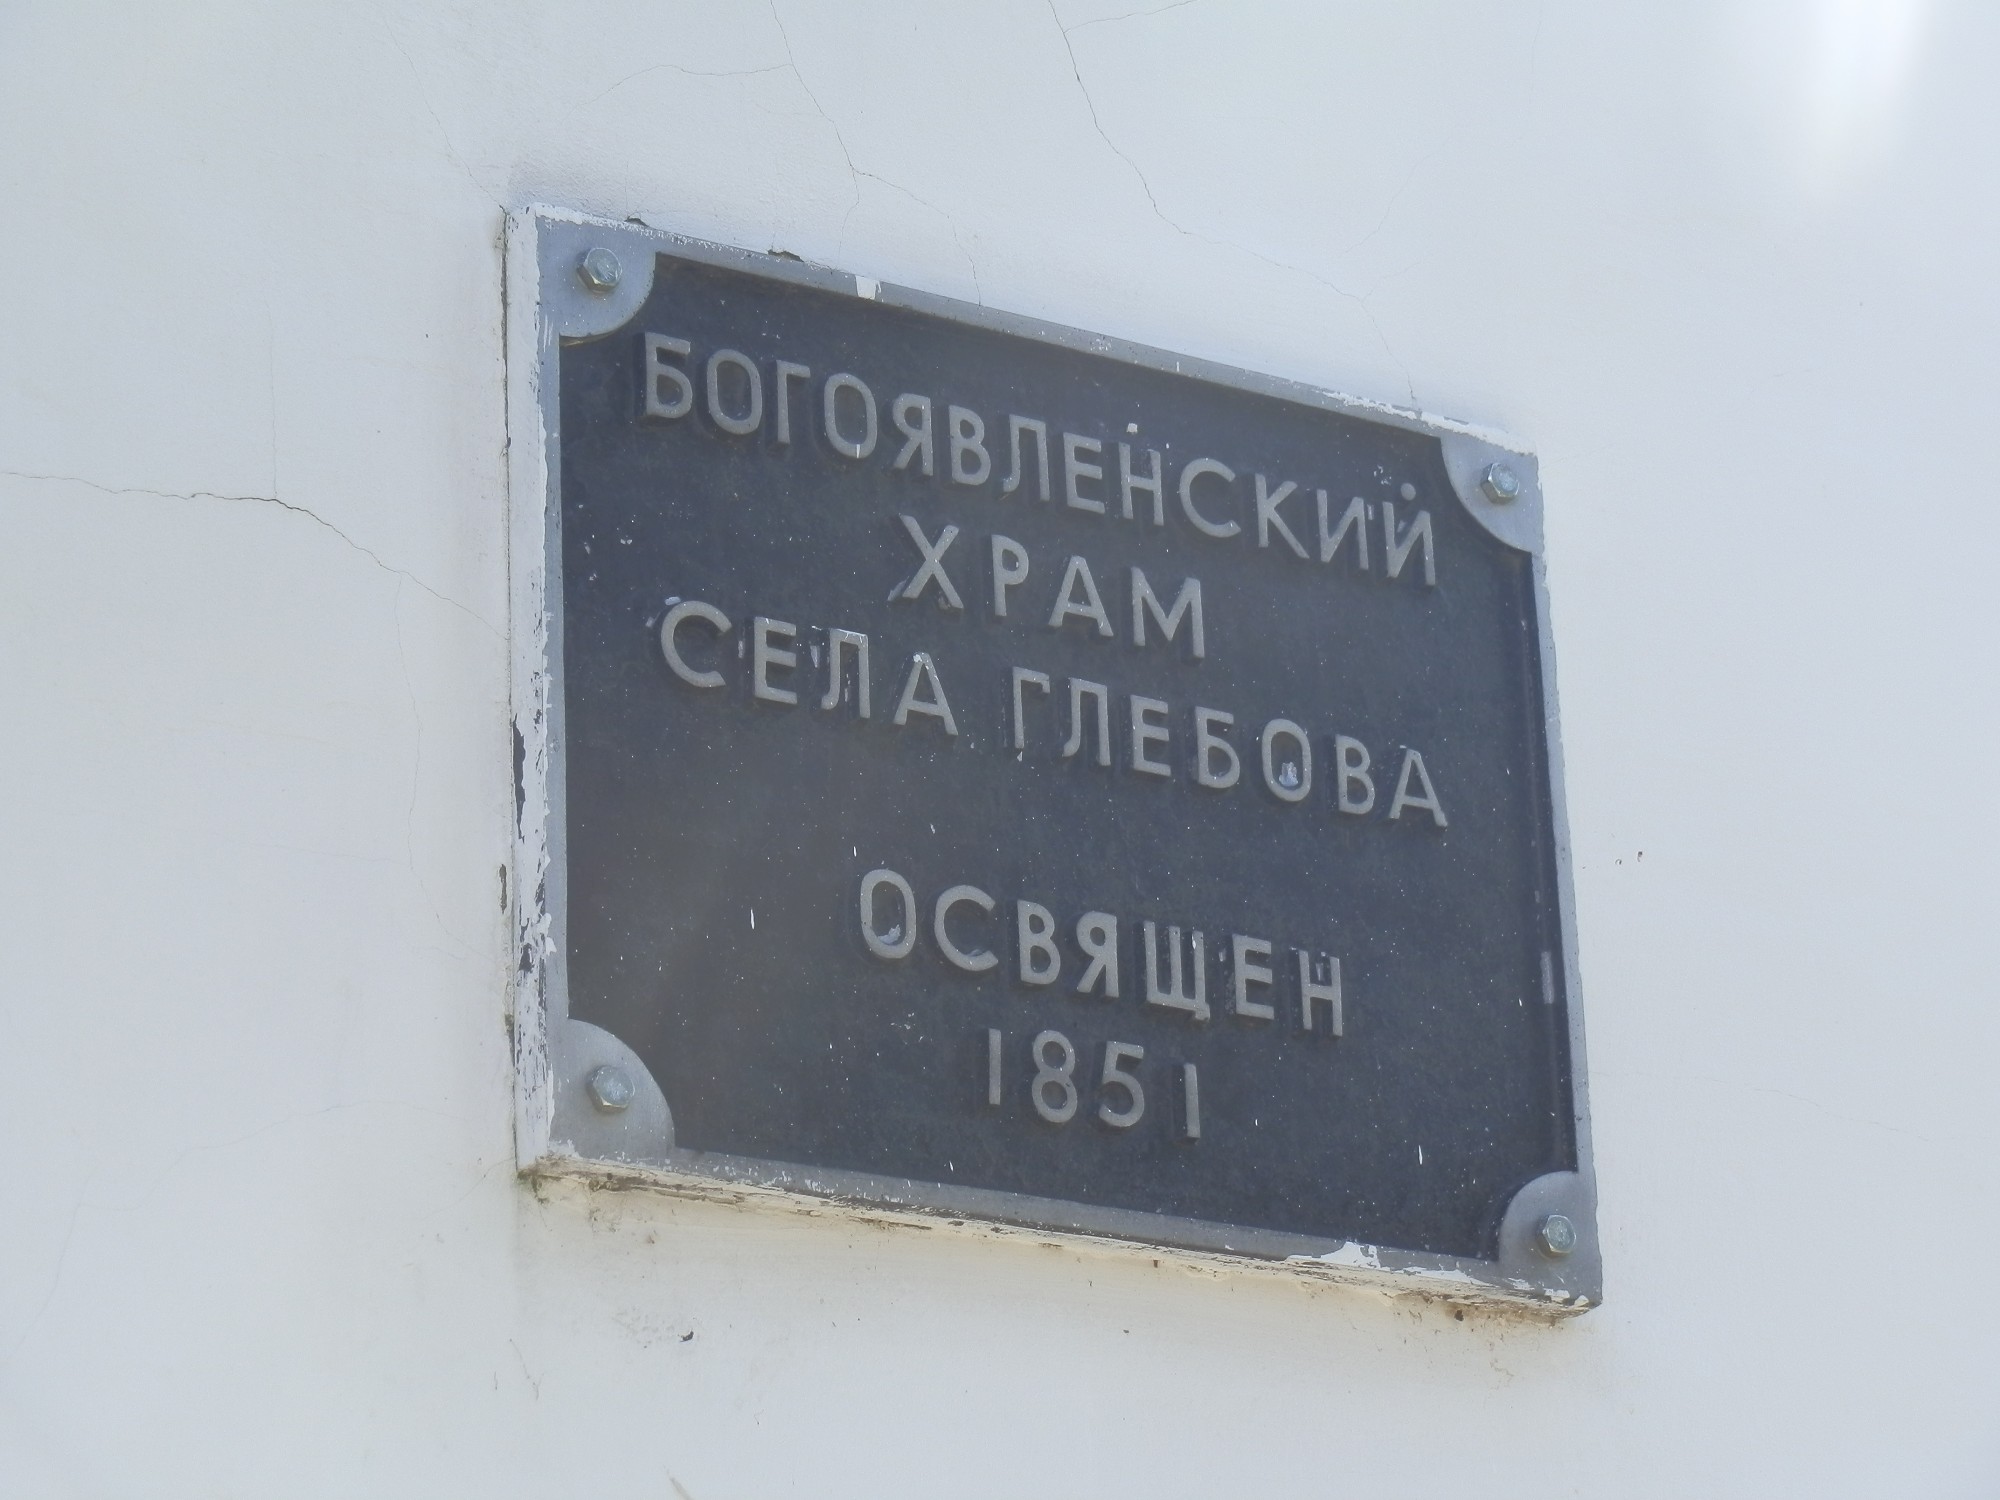 БОГОЯВЛЕНСКИЙ
ХРАМ
СЕЛА ГЛЕБОВА
ОСВЯЩЕН
1851